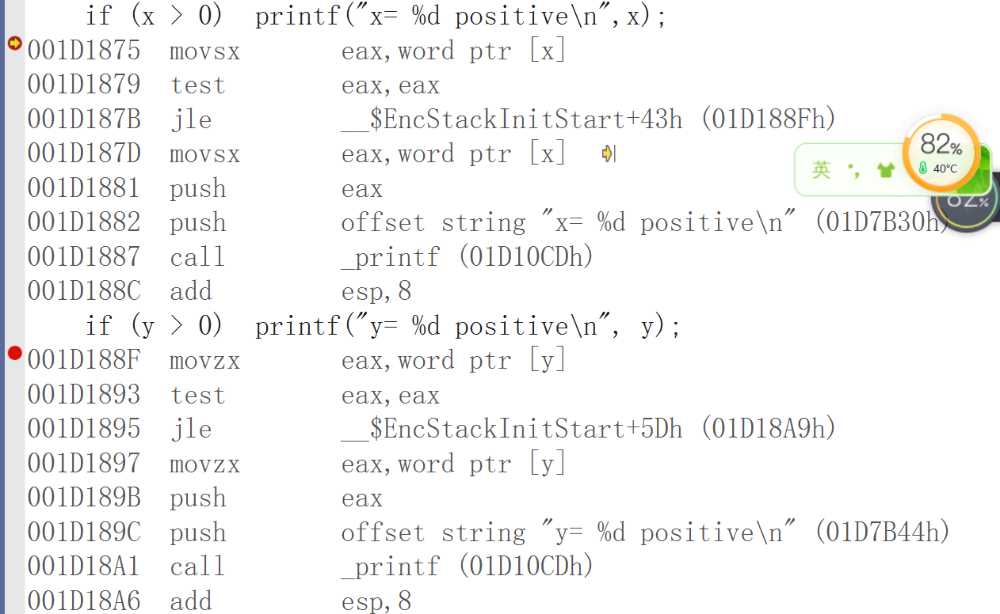 if (x > 0)  printf("x= %d positive\n",x);
001D1875  movsx       eax,word ptr [x]
001D1879  test        eax,eax
001D187B  jle         __$EncStackInitStart+43h (01D188Fh)
001D187D  movsx       eax,word ptr [x]
001D1881  push        eax
001D1882  push        offset string "x= %d positive\n" (01D7B30h)
001D1887  call        _printf (01D10CDh)
001D188C  add         esp,8
if (y > 0)  printf("y= %d positive\n", y);
001D188F  movzx       eax,word ptr [y]
001D1893  test        eax,eax
001D1895  jle         __$EncStackInitStart+5Dh (01D18A9h)
001D1897  movzx       eax,word ptr [y]
001D189B  push        eax
001D189C  push        offset string "y= %d positive\n" (01D7B44h)
001D18A1  call        _printf (01D10CDh)
001D18A6  add         esp,8
英 ·,
82%
40°C
82%